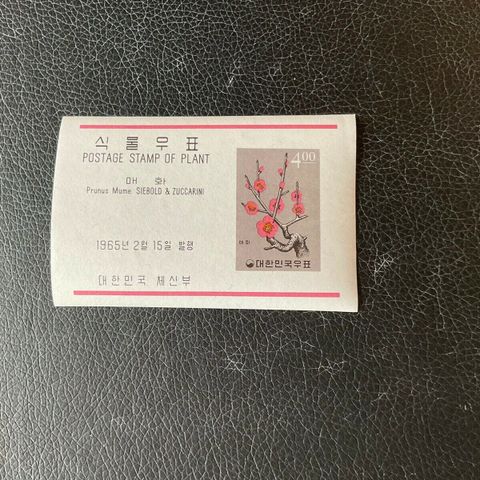 식물우표
POSTAGE STAMP OF PLANT
매화
Prunus Mume SIEBOLD & ZUCCARINI
1965년 2월 15일 발행
대한민국 체신부
4.00
매화
대한민국우표